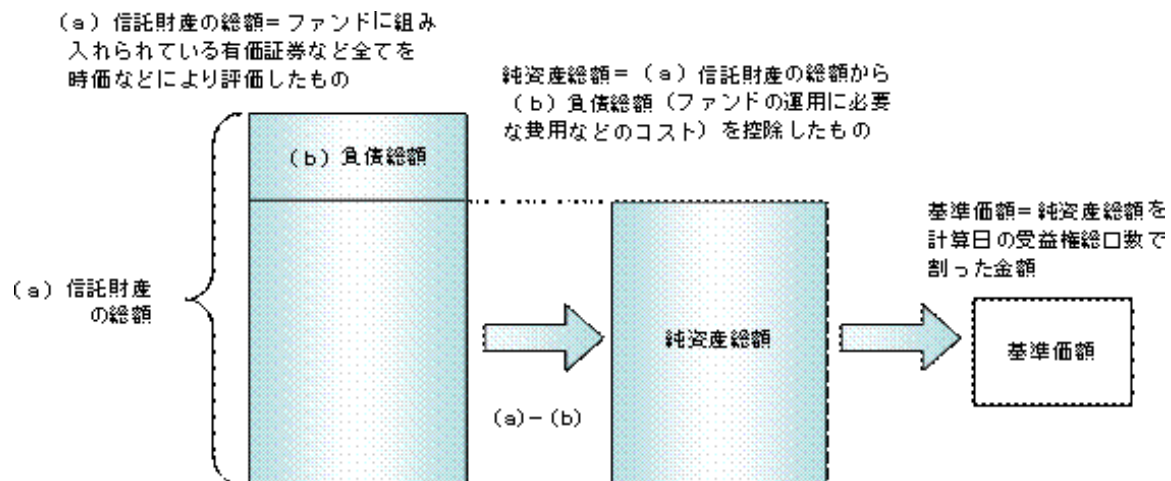 (a) 信託財産の総額=ファンドに組み
入れられている有価証券など全てを
時価などにより評価したもの
純資産総額=(a) 信託財産の総額から
(b) 負債総額(ファンドの運用に必要
な費用などのコスト)を控除したもの
(b) 負債総額
基準価額=純資産総額を
計算日の受益権総口数で
割った金額
(a) 信託財産
の総額
純資産総額
基準価額
(a)-(b)